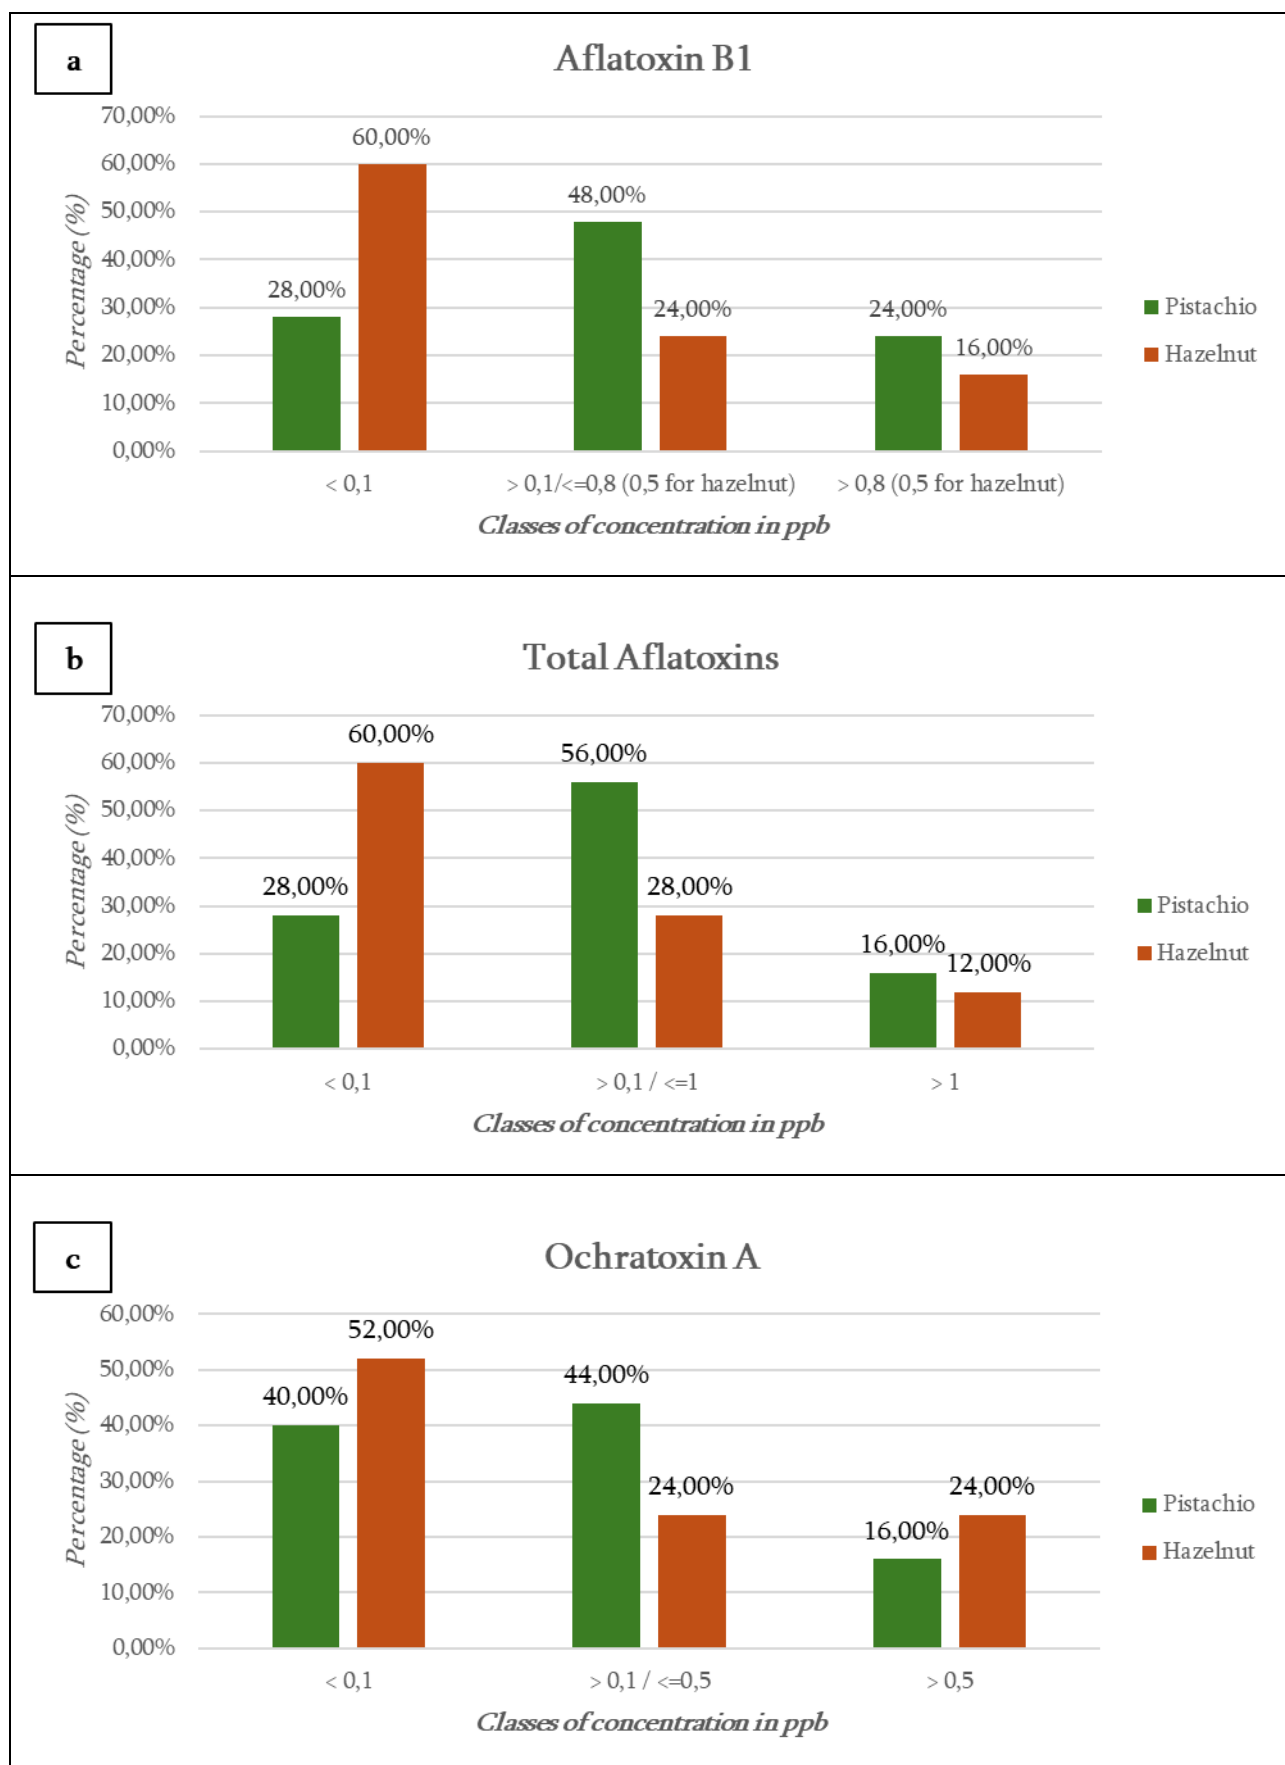 a
Aflatoxin B1
70,00%
60,00%
50,00%
40,00%
30,00%
20,00%
10,00%
0,00%
Percentage (%)
28,00%
60,00%
48,00%
24,00%
24,00%
16,00%
< 0,1
> 0,1/<=0,8 (0,5 for hazelnut)
> 0,8 (0,5 for hazelnut)
Classes of concentration in ppb
Pistachio
Hazelnut
b
Total Aflatoxins
70,00%
60,00%
50,00%
40,00%
30,00%
20,00%
10,00%
0,00%
Percentage (%)
28,00%
60,00%
56,00%
28,00%
16,00%
12,00%
< 0,1
> 0,1 / <=1
> 1
Classes of concentration in ppb
Pistachio
Hazelnut
c
Ochratoxin A
60,00%
50,00%
40,00%
30,00%
20,00%
10,00%
0,00%
Percentage (%)
40,00%
52,00%
44,00%
24,00%
16,00%
24,00%
< 0,1
> 0,1 / <=0,5
> 0,5
Classes of concentration in ppb
Pistachio
Hazelnut